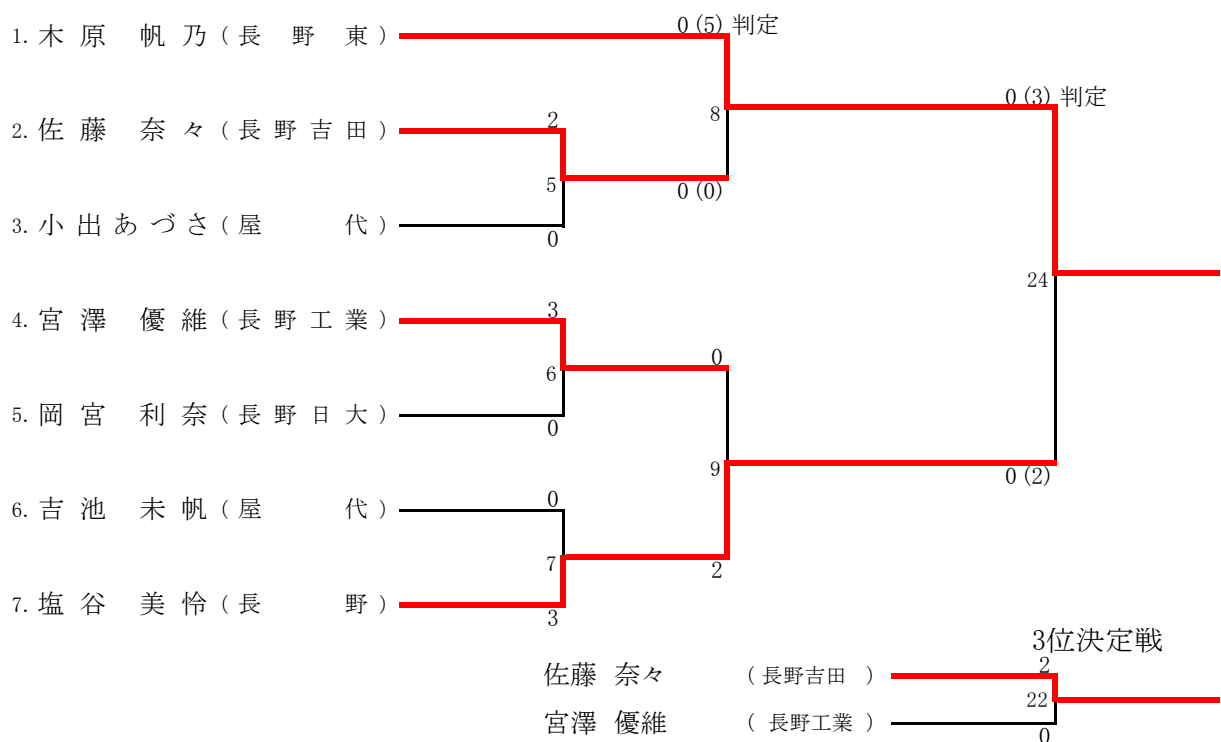 0 (5) 判定
1. 木原 帆乃 (長野東)
0 (3) 判定
8
2. 佐藤 奈々 (長野吉田)
2
5
0 (0)
3. 小出あづさ (屋代)
0
24
4. 宮澤 優維 (長野工業)
3
0
6
5. 岡宮 利奈 (長野日大)
0
9
0 (2)
6. 吉池 未帆 (屋代)
0
7
2
7. 塩谷 美怜 (長野)
3
3位決定戦
佐藤 奈々 (長野吉田)
2
22
宮澤 優維 (長野工業)
0